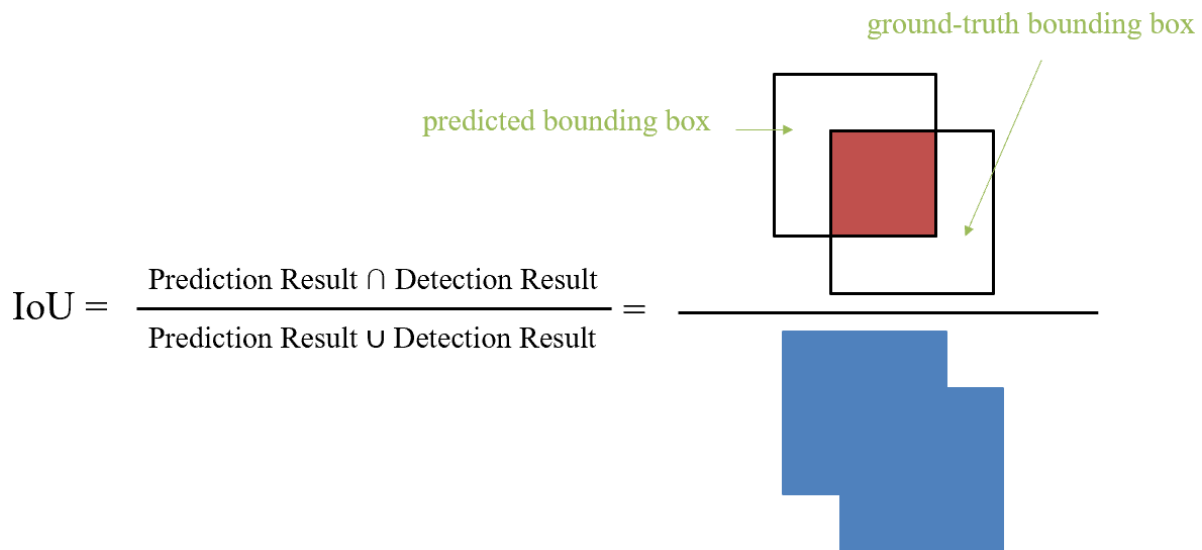 ground-truth bounding box
predicted bounding box
IoU = Prediction Result ∩ Detection Result =
Prediction Result ∪ Detection Result